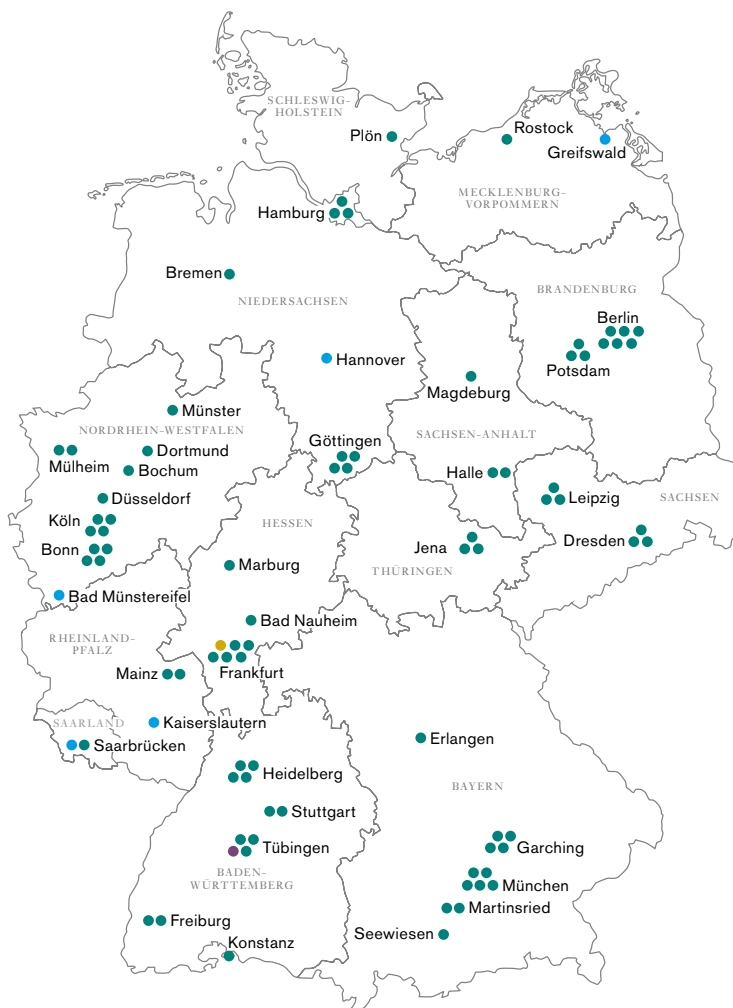 SCHLESWIG-
HOLSTEIN
Plön
Rostock
Greifswald
MECKLENBURG-
VORPOMMERN
Hamburg
Bremen
NIEDERSACHSEN
BRANDENBURG
Berlin
Potsdam
Hannover
Magdeburg
Münster
NORDRHEIN-WESTFALEN
Mülheim
Dortmund
Bochum
Göttingen
SACHSEN-ANHALT
Halle
Düsseldorf
Leipzig
SACHSEN
Köln
HESSEN
Bonn
Jena
Dresden
Marburg
THÜRINGEN
Bad Münstereifel
Bad Nauheim
RHEINLAND-
PFALZ
Mainz
Frankfurt
SAARLAND
Kaiserslautern
Saarbrücken
Erlangen
Heidelberg
BAYERN
Stuttgart
Tübingen
Garching
BADEN-
WÜRTTEMBERG
München
Martinsried
Freiburg
Seewiesen
Konstanz